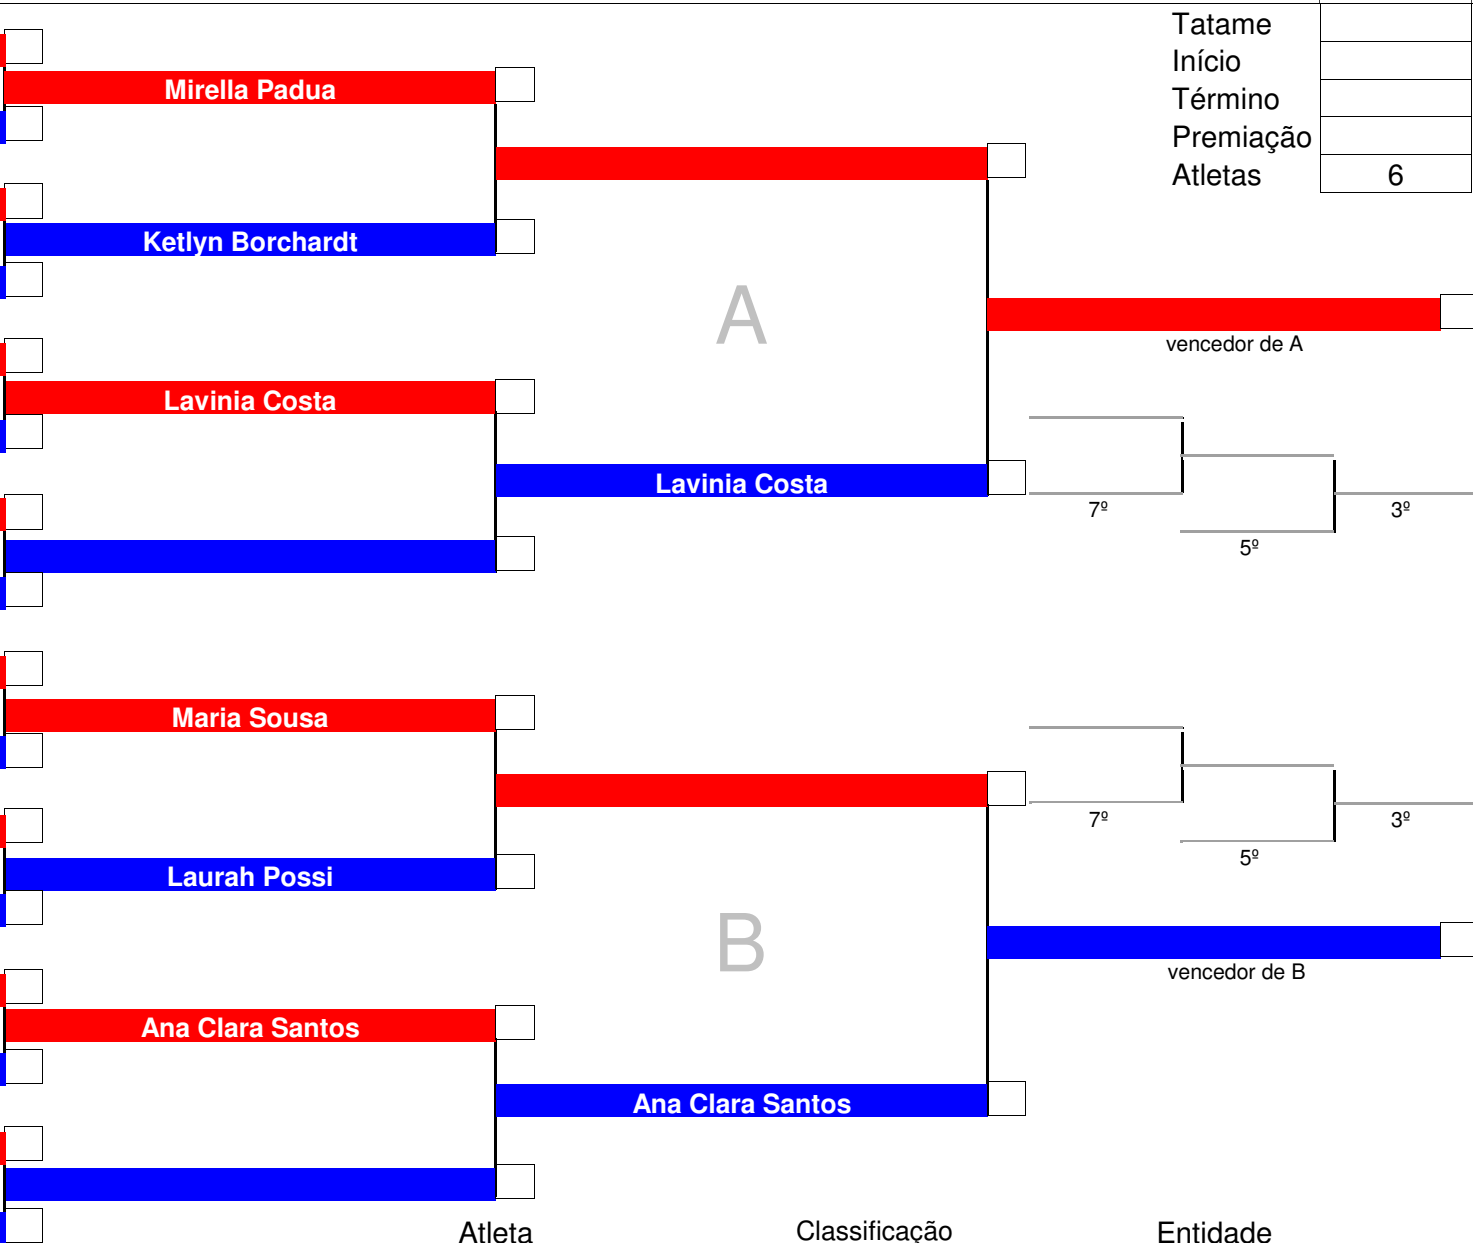 Tatame
Início
Término
Premiação
Atletas 6
Mirella Padua
Ketlyn Borchardt
A
vencedor de A
Lavinia Costa
Lavinia Costa
7º
3º
5º
Maria Sousa
7º
3º
5º
Laurah Possi
B
vencedor de B
Ana Clara Santos
Ana Clara Santos
Atleta Classificação Entidade